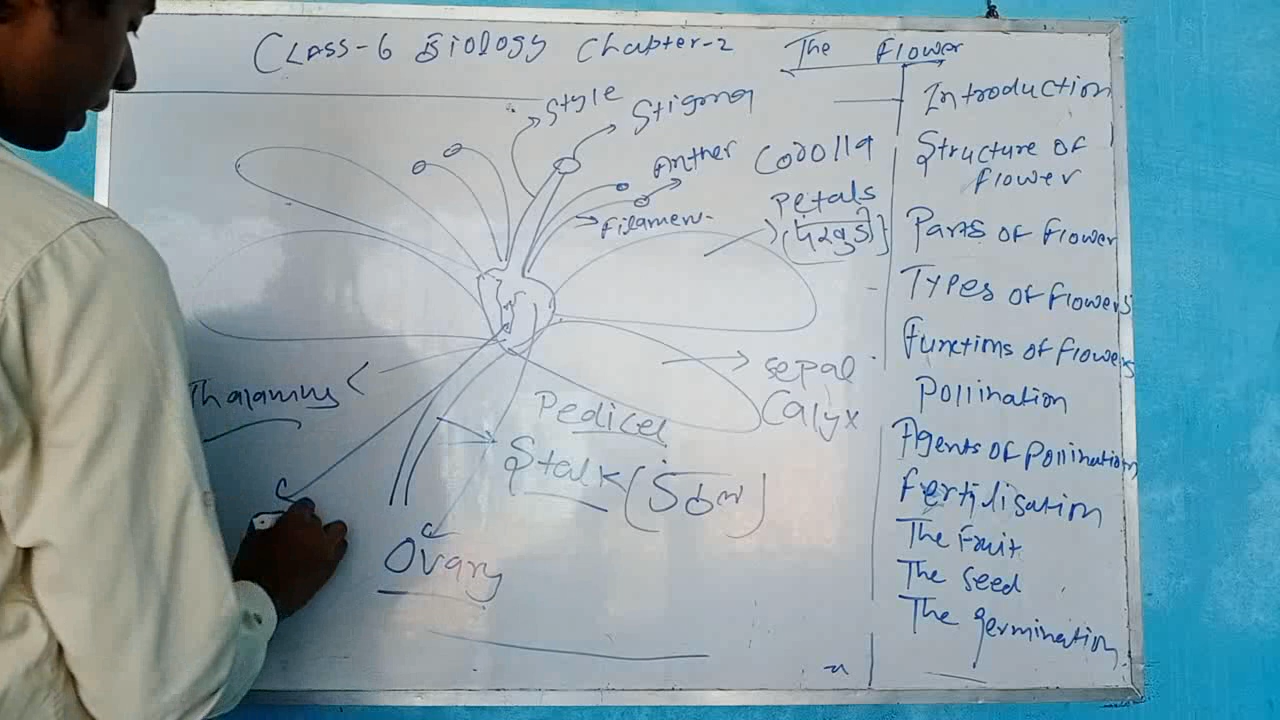 CLASS-6 Biology Chapter-2 The Flower
Style
Stigma
Anther
Filamen
Corolla
Petals
Sepal
Calyx
Thalamus
Pedicel
Stalk
Ovary
Introduction
Structure of
flower
Parts of flower
Types of flowers
Functions of flowers
Pollination
Agents of pollination
Fertilisation
The Fruit
The seed
The germination